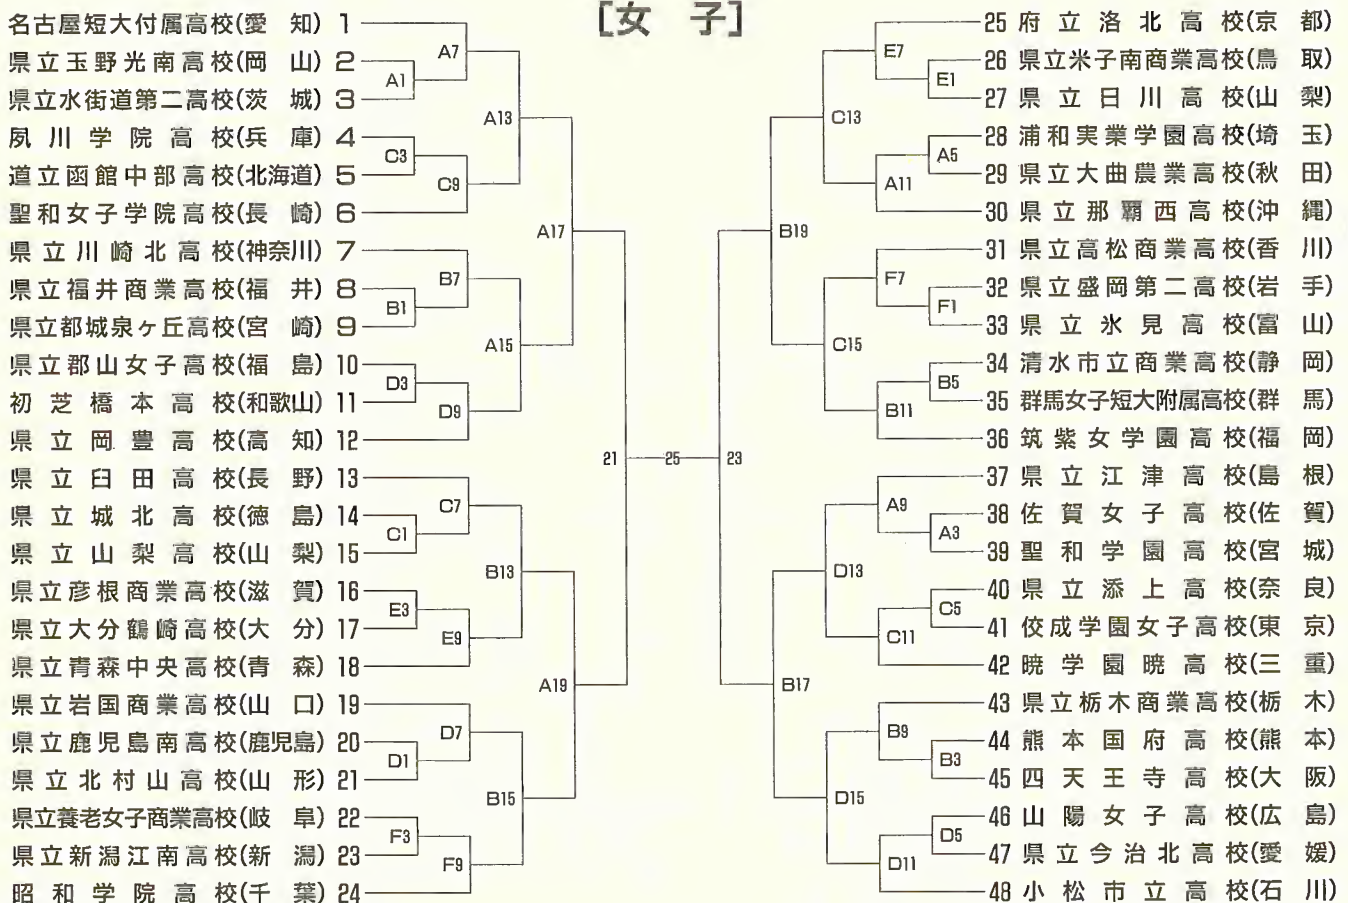 [女 子]
名古屋短大付属高校(愛 知) 1
県立玉野光南高校(岡 山) 2
県立水街道第二高校(茨 城) 3
夙川学院高校(兵 庫) 4
道立函館中部高校(北海道) 5
聖和女子学院高校(長 崎) 6
県立川崎北高校(神奈川) 7
県立福井商業高校(福 井) 8
県立都城泉ヶ丘高校(宮 崎) 9
県立郡山女子高校(福 島) 10
初芝橋本高校(和歌山) 11
県立岡豊高校(高 知) 12
県立臼田高校(長 野) 13
県立城北高校(徳 島) 14
県立山梨高校(山 梨) 15
県立彦根商業高校(滋 賀) 16
県立大分鶴崎高校(大 分) 17
県立青森中央高校(青 森) 18
県立岩国商業高校(山 口) 19
県立鹿児島南高校(鹿児島) 20
県立北村山高校(山 形) 21
県立養老女子商業高校(岐 阜) 22
県立新潟江南高校(新 潟) 23
昭和学院高校(千 葉) 24
A7
A1
A13
C3
C9
A17
B7
B1
A15
D3
D9
21
25
23
C7
C1
B13
E3
E9
A19
D7
D1
B15
F3
F9
E7
E1
C13
A5
A11
B19
F7
F1
C15
B5
B11
A9
A3
D13
C5
C11
B17
B9
B3
D15
D5
D11
25 府立洛北高校(京 都)
26 県立米子南商業高校(鳥 取)
27 県立日川高校(山 梨)
28 浦和実業学園高校(埼 玉)
29 県立大曲農業高校(秋 田)
30 県立那覇西高校(沖 縄)
31 県立高松商業高校(香 川)
32 県立盛岡第二高校(岩 手)
33 県立氷見高校(富 山)
34 清水市立商業高校(静 岡)
35 群馬女子短大附属高校(群 馬)
36 筑紫女学園高校(福 岡)
37 県立江津高校(島 根)
38 佐賀女子高校(佐 賀)
39 聖和学園高校(宮 城)
40 県立添上高校(奈 良)
41 佼成学園女子高校(東 京)
42 暁学園暁高校(三 重)
43 県立栃木商業高校(栃 木)
44 熊本国府高校(熊 本)
45 四天王寺高校(大 阪)
46 山陽女子高校(広 島)
47 県立今治北高校(愛 媛)
48 小松市立高校(石 川)